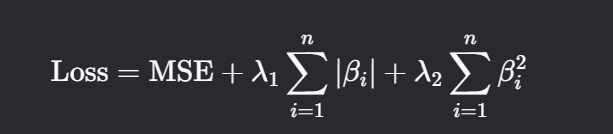 Loss = MSE + λ₁ ∑ᵢ₌₁ⁿ |βᵢ| + λ₂ ∑ᵢ₌₁ⁿ βᵢ²